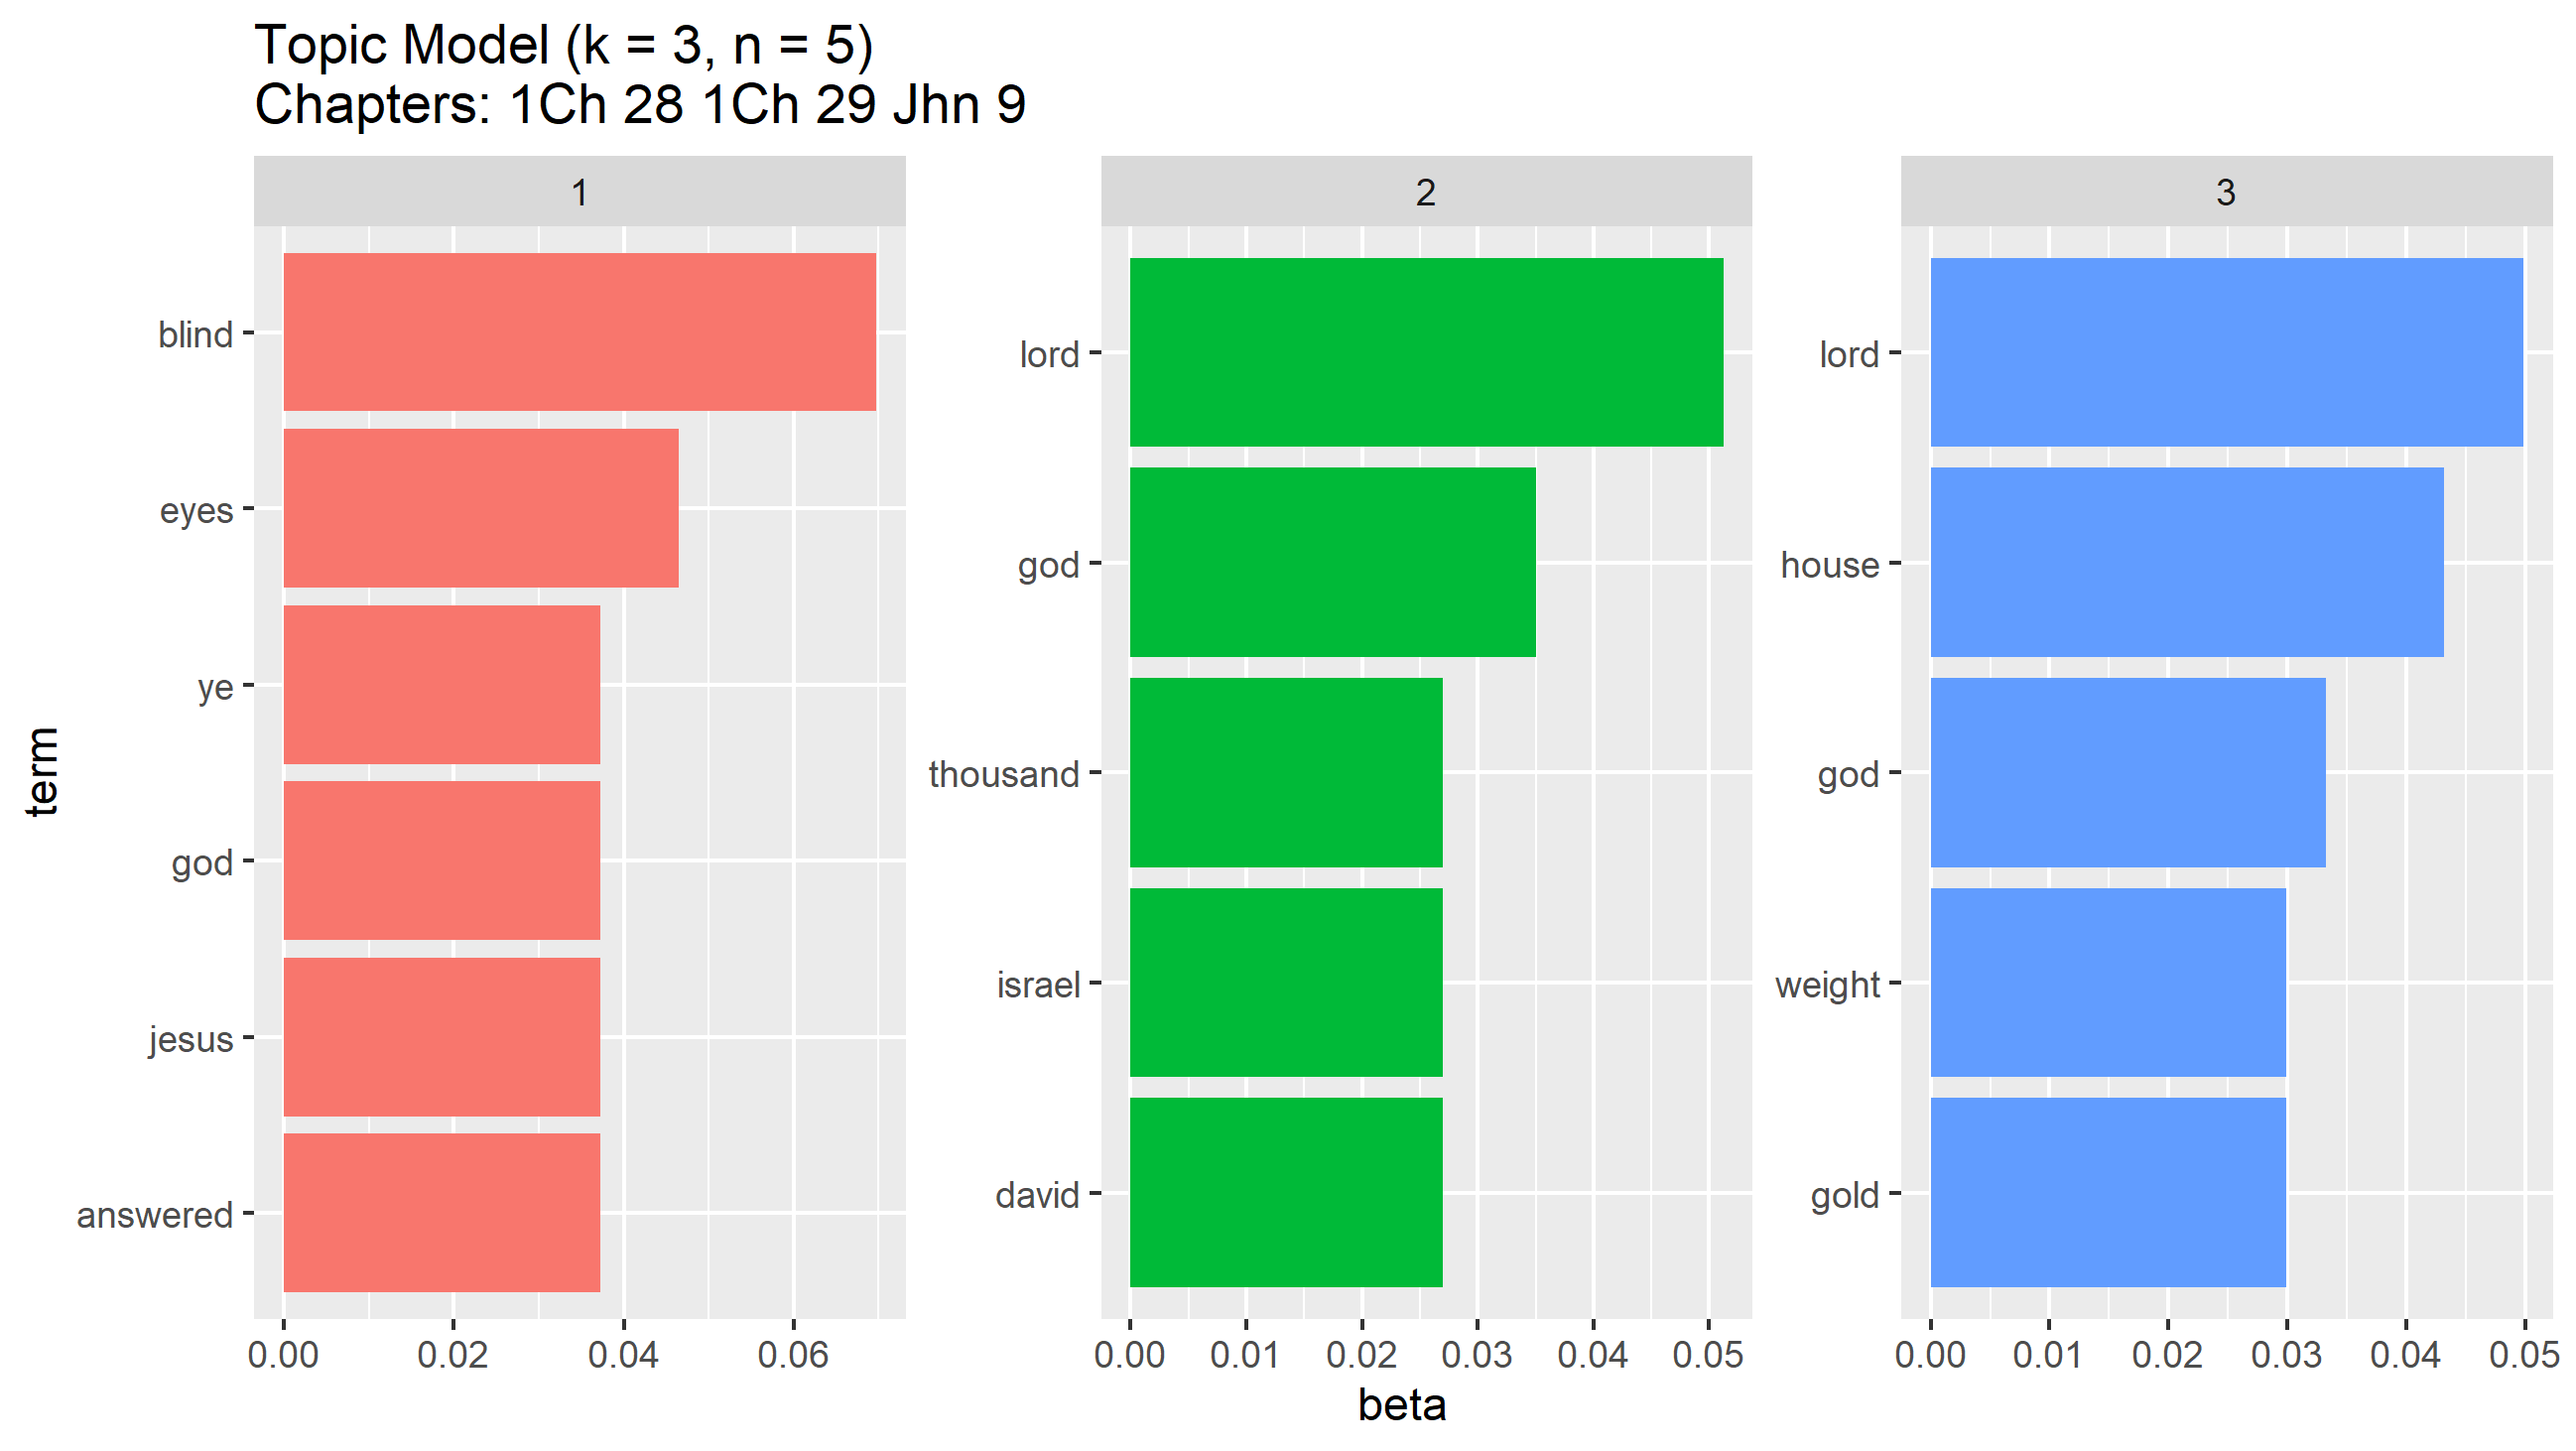 Topic Model (k = 3, n = 5)
Chapters: 1Ch 28 1Ch 29 Jhn 9
term
1
blind
eyes
ye
god
jesus
answered
0.00 0.02 0.04 0.06
2
lord
god
thousand
israel
david
0.00 0.01 0.02 0.03 0.04 0.05
3
lord
house
god
weight
gold
0.00 0.01 0.02 0.03 0.04 0.05
beta